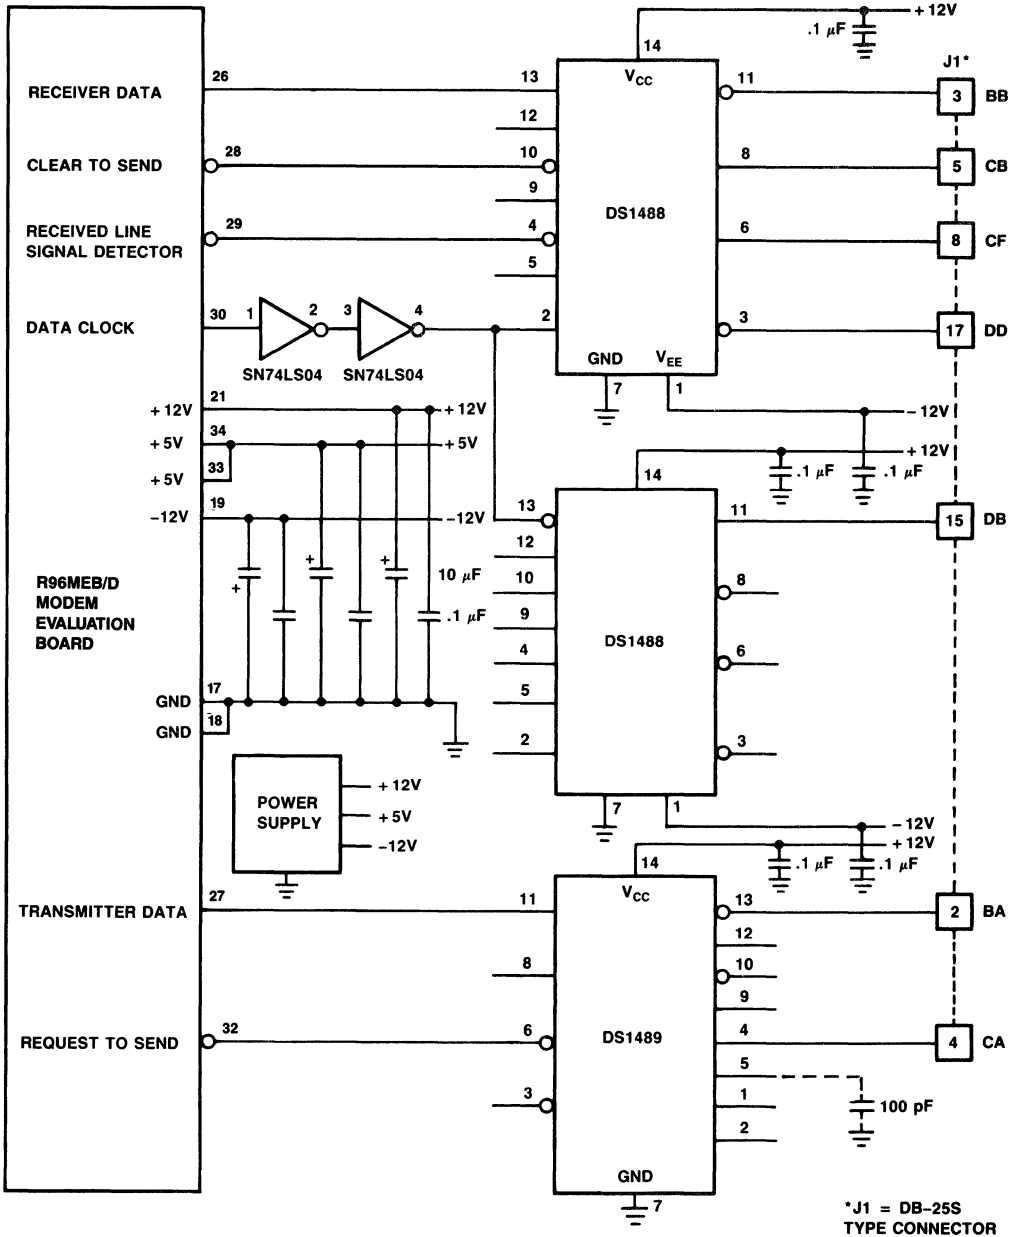 +12V
.1 µF
14
J1*
VCC
RECEIVER DATA 26 13 11 3 BB
12
CLEAR TO SEND 28 10 8 5 CB
9
DS1488
RECEIVED LINE
SIGNAL DETECTOR 29 4 6 8 CF
5
DATA CLOCK 30 1 2 3 4 2 3 17 DD
SN74LS04 SN74LS04
GND VEE
7 1
+12V 21 +12V
-12V
+5V 34 +5V
+12V
+5V 33
14 .1 µF .1 µF
-12V 19 -12V
13 11 15 DB
12
+ + +
10 µF
.1 µF
10 8
9
DS1488
4 6
5
2 3
R96MEB/D
MODEM
EVALUATION
BOARD
GND 17
GND 18
7 1
POWER
SUPPLY
+12V
+5V
-12V
-12V
+12V
14 .1 µF .1 µF
VCC
TRANSMITTER DATA 27 11 13 2 BA
12
8 10
9
DS1489
REQUEST TO SEND 32 6 4 4 CA
5
100 pF
3 1
2
GND
7
*J1 = DB-25S
TYPE CONNECTOR